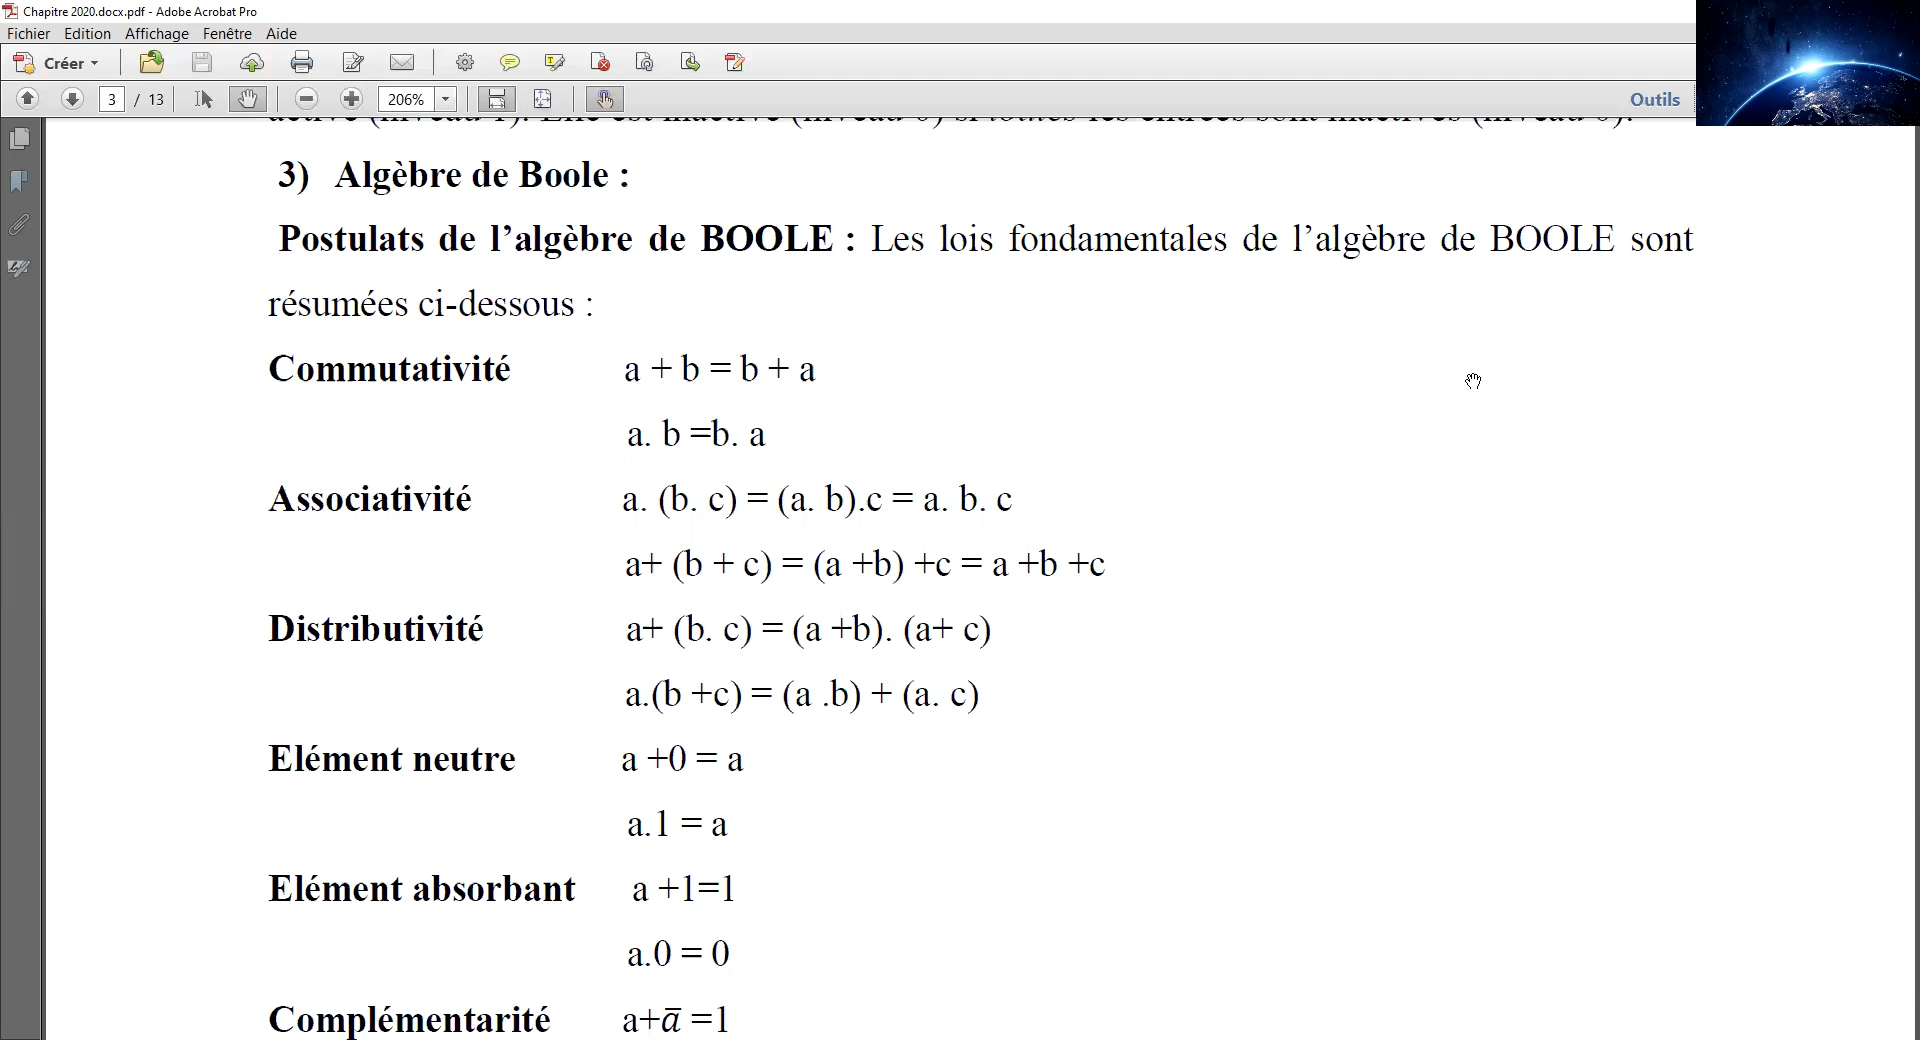 Chapitre 2020.docx.pdf - Adobe Acrobat Pro
Fichier Edition Affichage Fenêtre Aide
Créer
3 / 13 206% Outils
3) Algèbre de Boole :
Postulats de l’algèbre de BOOLE : Les lois fondamentales de l’algèbre de BOOLE sont
résumées ci-dessous :
Commutativité a + b = b + a
a. b =b. a
Associativité a. (b. c) = (a. b).c = a. b. c
a+ (b + c) = (a +b) +c = a +b +c
Distributivité a+ (b. c) = (a +b). (a+ c)
a.(b +c) = (a .b) + (a. c)
Elément neutre a +0 = a
a.1 = a
Elément absorbant a +1=1
a.0 = 0
Complémentarité a+a̅ =1